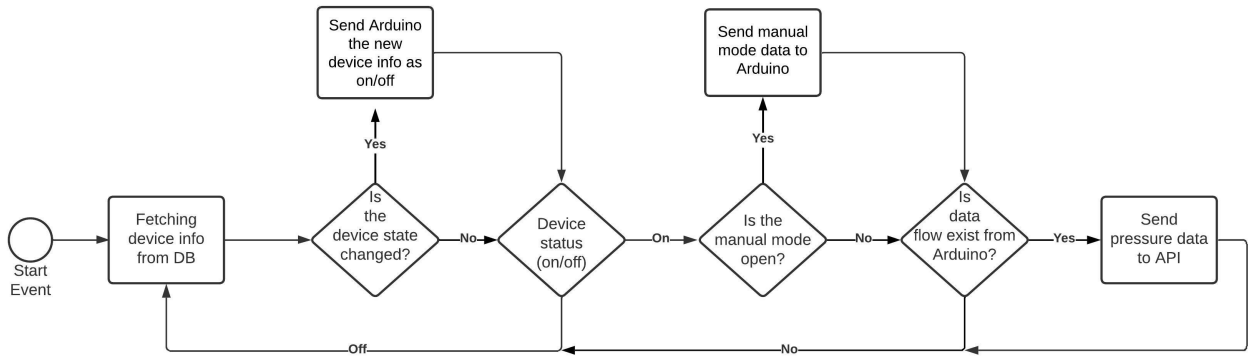 Start
Event
Fetching
device info
from DB
Is
the
device state
changed?
Yes
Send Arduino
the new
device info as
on/off
No
Device
status
(on/off)
Off
On
Is the
manual mode
open?
Yes
Send manual
mode data to
Arduino
No
Is
data
flow exist from
Arduino?
No
Yes
Send
pressure data
to API